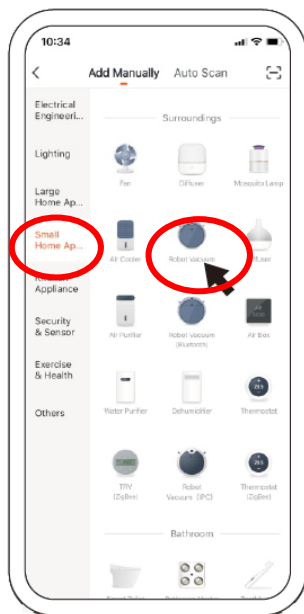 10:34
Add Manually Auto Scan
Electrical
Engineeri...
Lighting
Large
Home Ap...
Small
Home Ap...
Appliance
Security
& Sensor
Exercise
& Health
Others
Surroundings
Fan Diffuser Mosquito Lamp
Air Cooler Robot Vacuum
Air Purifier Robot Vacuum
(Bluetooth) Air Box
Water Purifier Dehumidifier Thermostat
TRV
(ZigBee) Robot
Vacuum (IPC) Thermostat
(ZigBee)
Bathroom